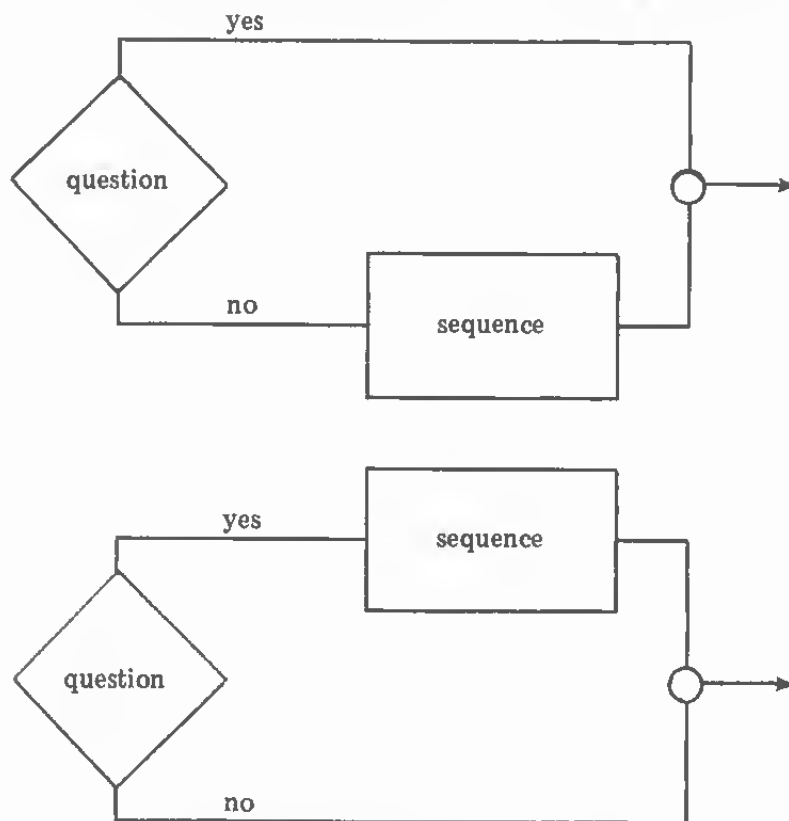 yes
question
no
sequence
yes
sequence
question
no